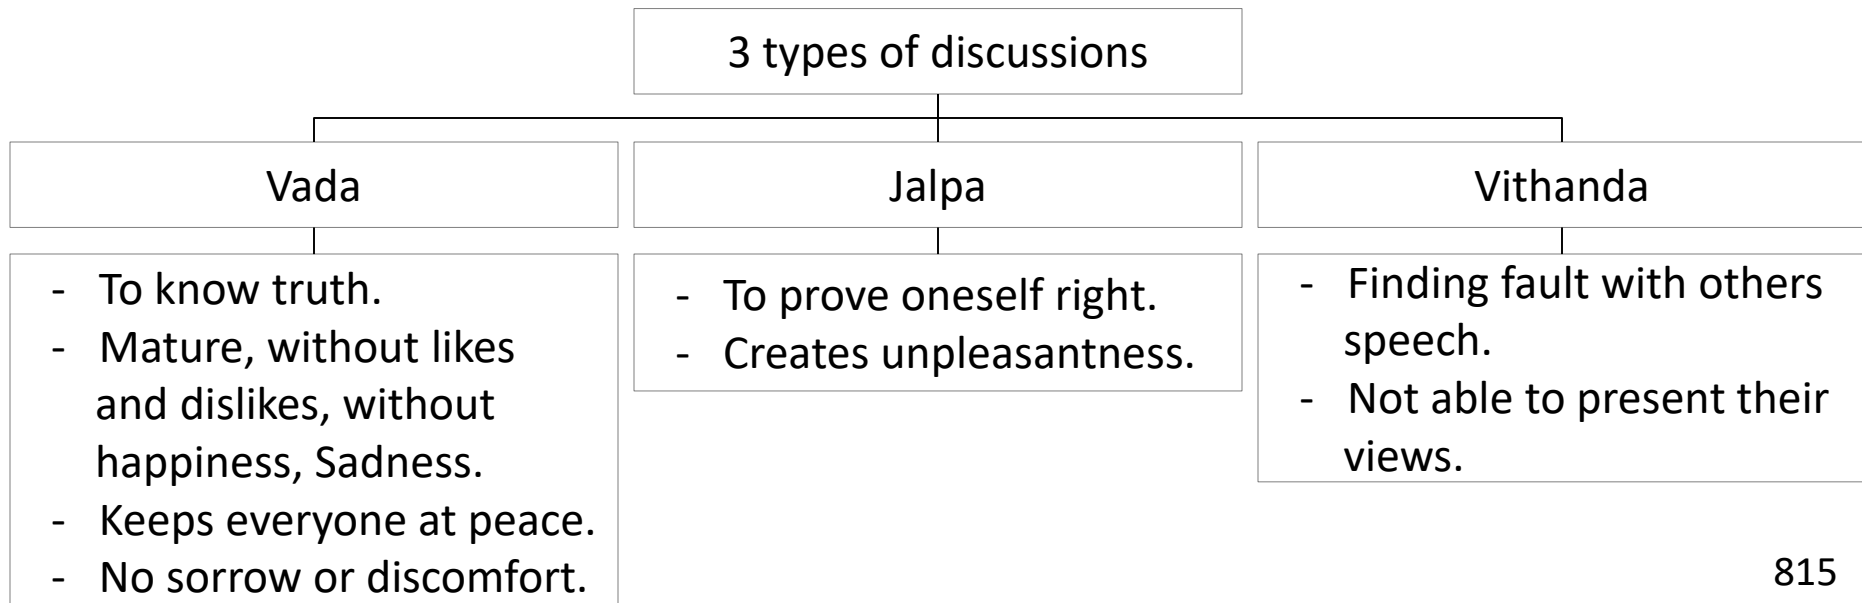 3 types of discussions
Vada
Jalpa
Vithanda
- To know truth.
- Mature, without likes
and dislikes, without
happiness, Sadness.
- Keeps everyone at peace.
- No sorrow or discomfort.
- To prove oneself right.
- Creates unpleasantness.
- Finding fault with others
speech.
- Not able to present their
views.
815